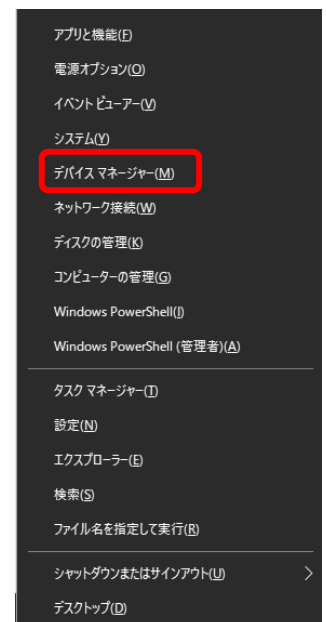 アプリと機能(F)
電源オプション(O)
イベント ビューアー(V)
システム(Y)
デバイス マネージャー(M)
ネットワーク接続(W)
ディスクの管理(K)
コンピューターの管理(G)
Windows PowerShell(I)
Windows PowerShell (管理者)(A)
タスク マネージャー(T)
設定(N)
エクスプローラー(E)
検索(S)
ファイル名を指定して実行(R)
シャットダウンまたはサインアウト(U)
デスクトップ(D)